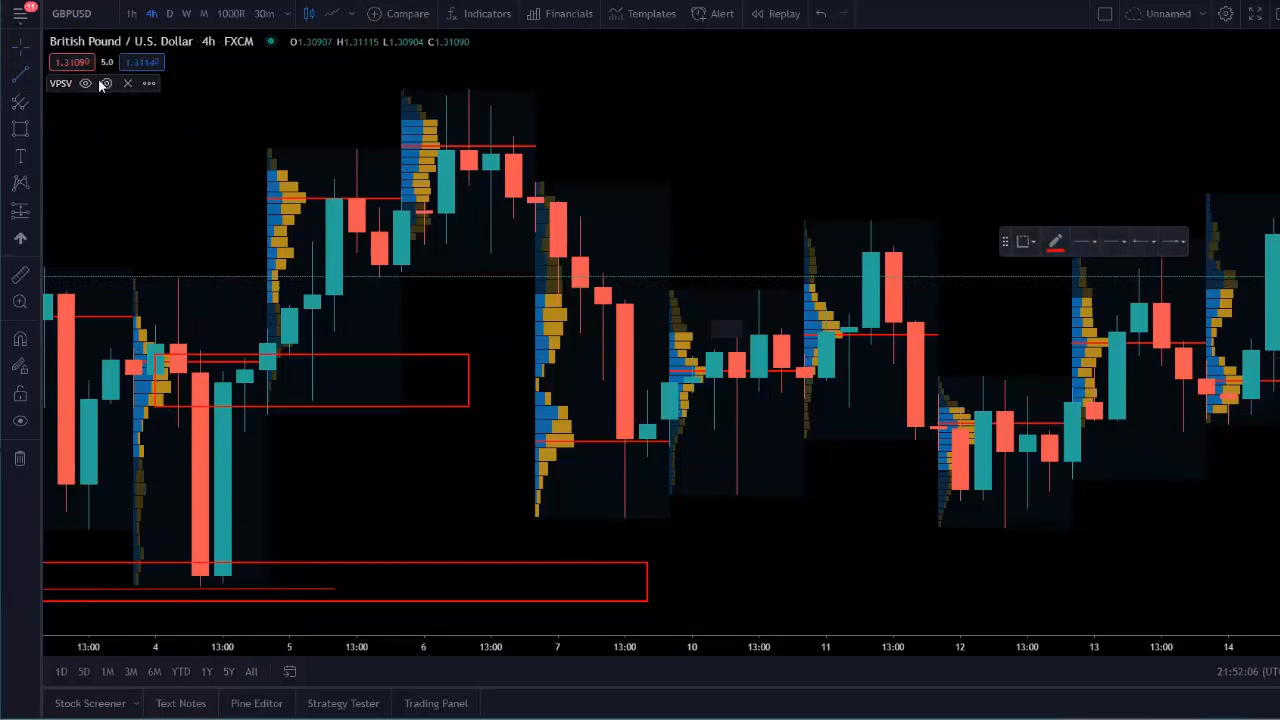 11
GBPUSD 1h 4h D W M 1000R 30m Compare Indicators Financials Templates Alert Replay Unnamed
British Pound / U.S. Dollar 4h FXCM O1.30907 H1.31115 L1.30904 C1.31090
1.31090 5.0 1.31140
VPSV
13:00 4 13:00 5 13:00 6 13:00 7 13:00 10 13:00 11 13:00 12 13:00 13 13:00 14
1D 5D 1M 3M 6M YTD 1Y 5Y All 21:52:06 (UT
Stock Screener Text Notes Pine Editor Strategy Tester Trading Panel